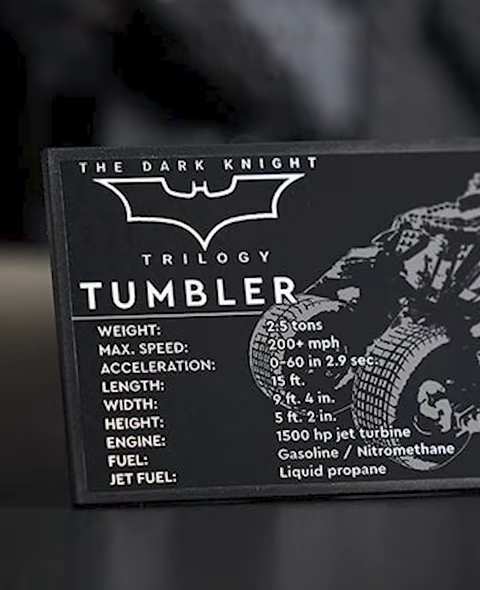 THE DARK KNIGHT
TRILOGY
TUMBLER
WEIGHT: 2.5 tons
MAX. SPEED: 200+ mph
ACCELERATION: 0-60 in 2.9 sec.
LENGTH: 15 ft.
WIDTH: 9 ft. 4 in.
HEIGHT: 5 ft. 2 in.
ENGINE: 1500 hp jet turbine
FUEL: Gasoline / Nitromethane
JET FUEL: Liquid propane